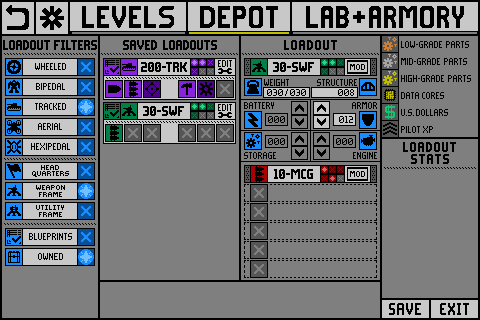 LEVELS DEPOT LAB+ARMORY
LOADOUT FILTERS
WHEELED
BIPEDAL
TRACKED
AERIAL
HEXIPEDAL
HEAD QUARTERS
WEAPON FRAME
UTILITY FRAME
BLUEPRINTS
OWNED
SAVED LOADOUTS
200-TRK EDIT
30-SWF EDIT
LOADOUT
30-SWF MOD
WEIGHT STRUCTURE
030/030 008
BATTERY ARMOR
000 012
000 000
STORAGE ENGINE
10-MCG MOD
LOW-GRADE PARTS
MID-GRADE PARTS
HIGH-GRADE PARTS
DATA CORES
U.S. DOLLARS
PILOT XP
LOADOUT STATS
SAVE EXIT